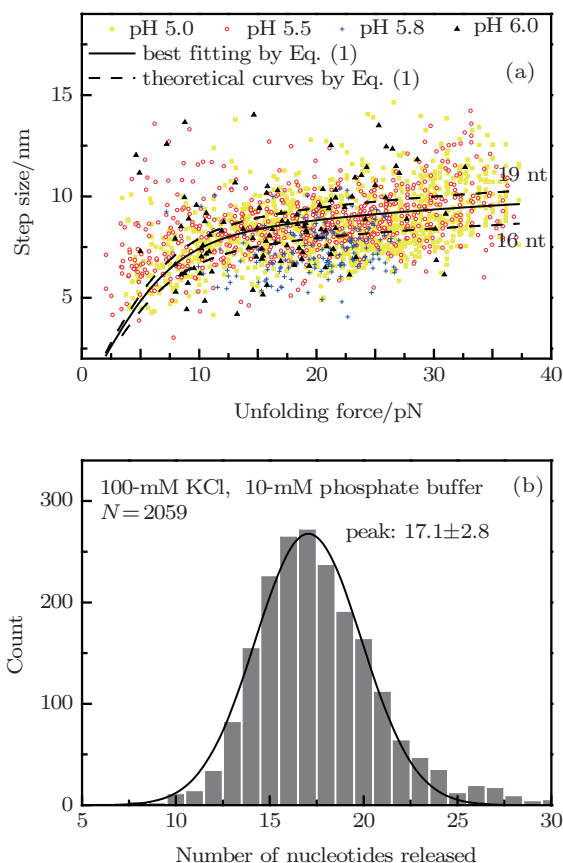 pH 5.0 pH 5.5 pH 5.8 pH 6.0
best fitting by Eq. (1)
theoretical curves by Eq. (1)
(a)
15
10
5
Step size/nm
19 nt
16 nt
0 10 20 30 40
Unfolding force/pN
100-mM KCl, 10-mM phosphate buffer
(b)
N=2059
peak: 17.1±2.8
300
200
100
0
Count
5 10 15 20 25 30
Number of nucleotides released